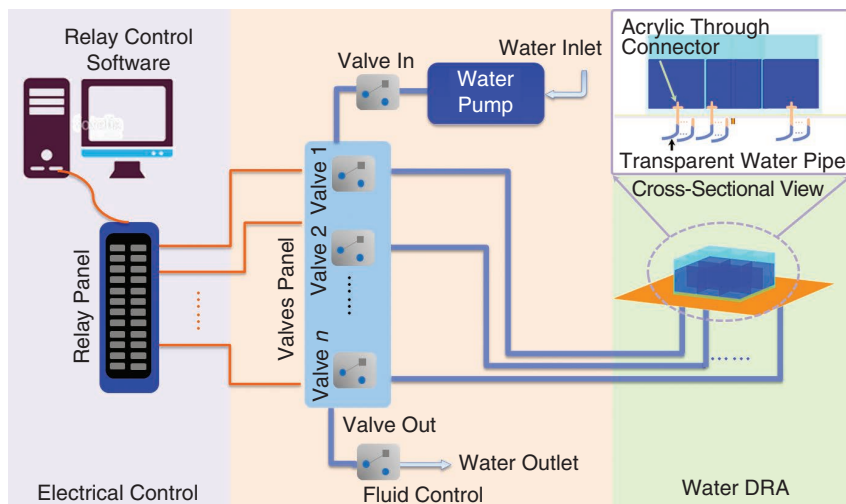 Relay Control
Software
Relay Panel
Electrical Control
Valve In
Water Inlet
Water
Pump
Valves Panel
Valve 1
Valve 2
......
Valve n
......
Valve Out
Water Outlet
Fluid Control
Acrylic Through
Connector
Transparent Water Pipe
Cross-Sectional View
......
Water DRA